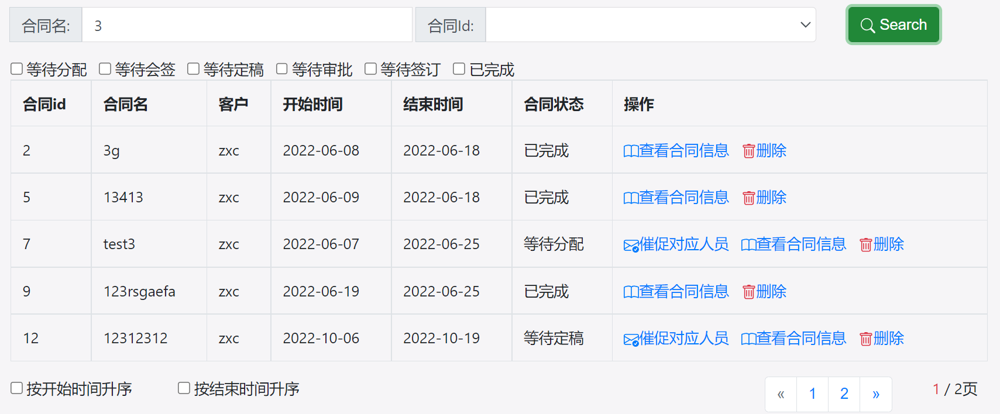 合同名: 3 合同Id: Search
等待分配 等待会签 等待定稿 等待审批 等待签订 已完成
合同id 合同名 客户 开始时间 结束时间 合同状态 操作
2 3g zxc 2022-06-08 2022-06-18 已完成 查看合同信息 删除
5 13413 zxc 2022-06-09 2022-06-18 已完成 查看合同信息 删除
7 test3 zxc 2022-06-07 2022-06-25 等待分配 催促对应人员 查看合同信息 删除
9 123rsgaefa zxc 2022-06-19 2022-06-25 已完成 查看合同信息 删除
12 12312312 zxc 2022-10-06 2022-10-19 等待定稿 催促对应人员 查看合同信息 删除
按开始时间升序 按结束时间升序 « 1 2 » 1 / 2页